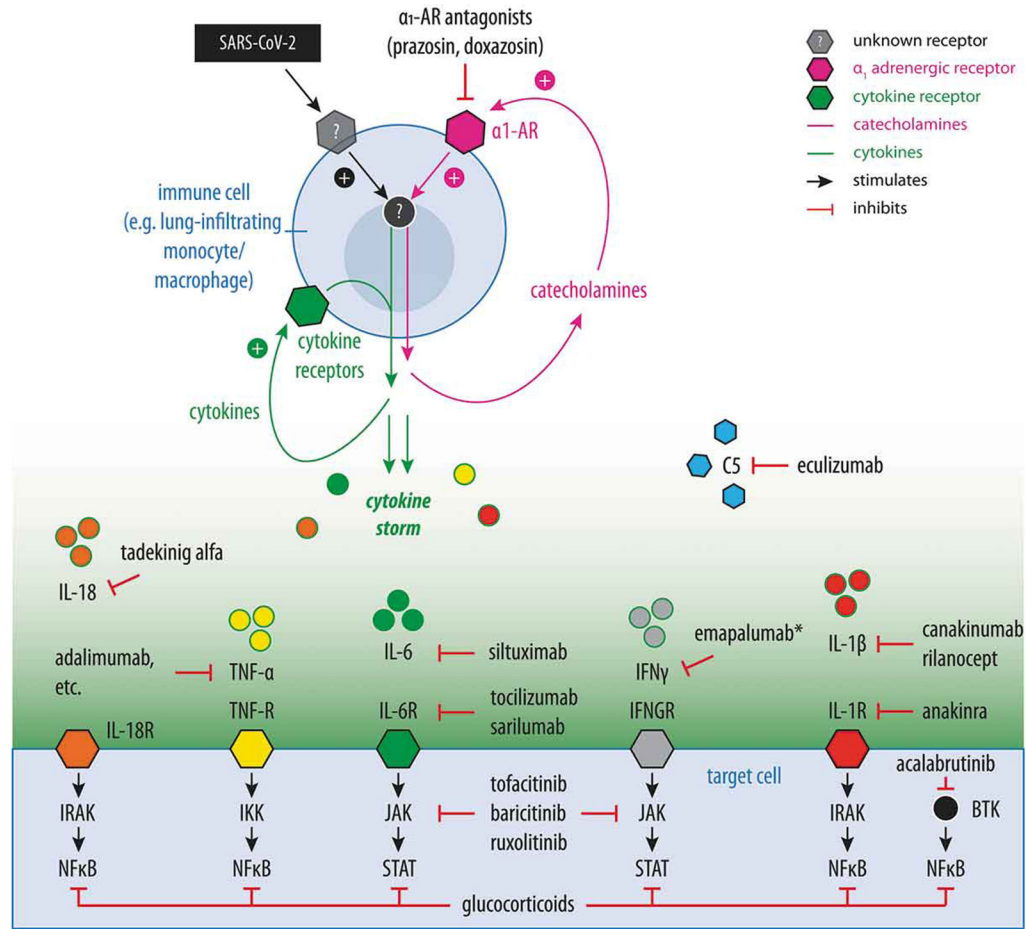 SARS-CoV-2
α1-AR antagonists
(prazosin, doxazosin)
? unknown receptor
α1 adrenergic receptor
cytokine receptor
catecholamines
cytokines
stimulates
inhibits
+
?
α1-AR
+
+
?
immune cell
(e.g. lung-infiltrating
monocyte/
macrophage)
catecholamines
+
cytokine
receptors
cytokines
C5
eculizumab
cytokine
storm
tadekinig alfa
IL-18
adalimumab,
etc.
TNF-α
IL-6
siltuximab
emapalumab*
IFNγ
IL-1β
canakinumab
rilanocept
IL-18R
TNF-R
IL-6R
tocilizumab
sarilumab
IFNGR
IL-1R
anakinra
target cell
acalabrutinib
IRAK
IKK
JAK
tofacitinib
baricitinib
ruxolitinib
JAK
IRAK
BTK
NFκB
NFκB
STAT
STAT
NFκB
NFκB
glucocorticoids